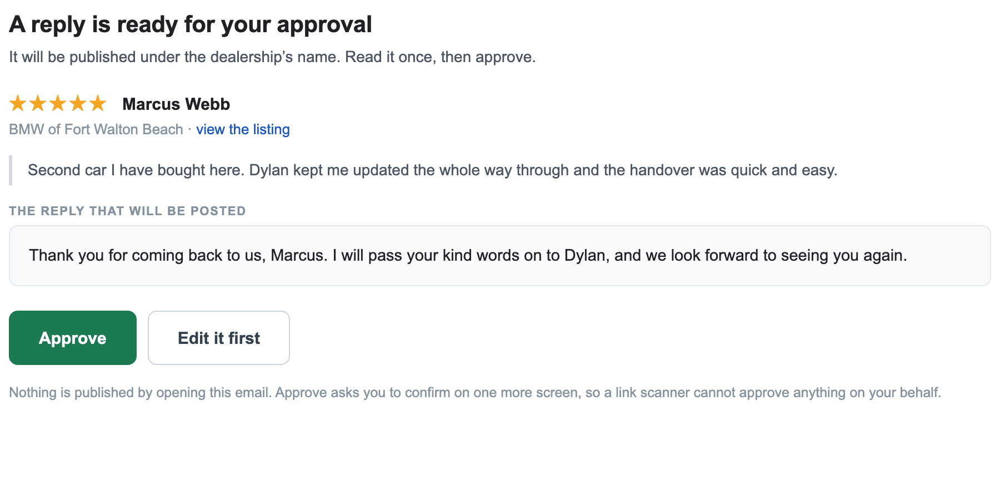 A reply is ready for your approval
It will be published under the dealership’s name. Read it once, then approve.
★★★★★ Marcus Webb
BMW of Fort Walton Beach · view the listing
Second car I have bought here. Dylan kept me updated the whole way through and the handover was quick and easy.
THE REPLY THAT WILL BE POSTED
Thank you for coming back to us, Marcus. I will pass your kind words on to Dylan, and we look forward to seeing you again.
Approve
Edit it first
Nothing is published by opening this email. Approve asks you to confirm on one more screen, so a link scanner cannot approve anything on your behalf.